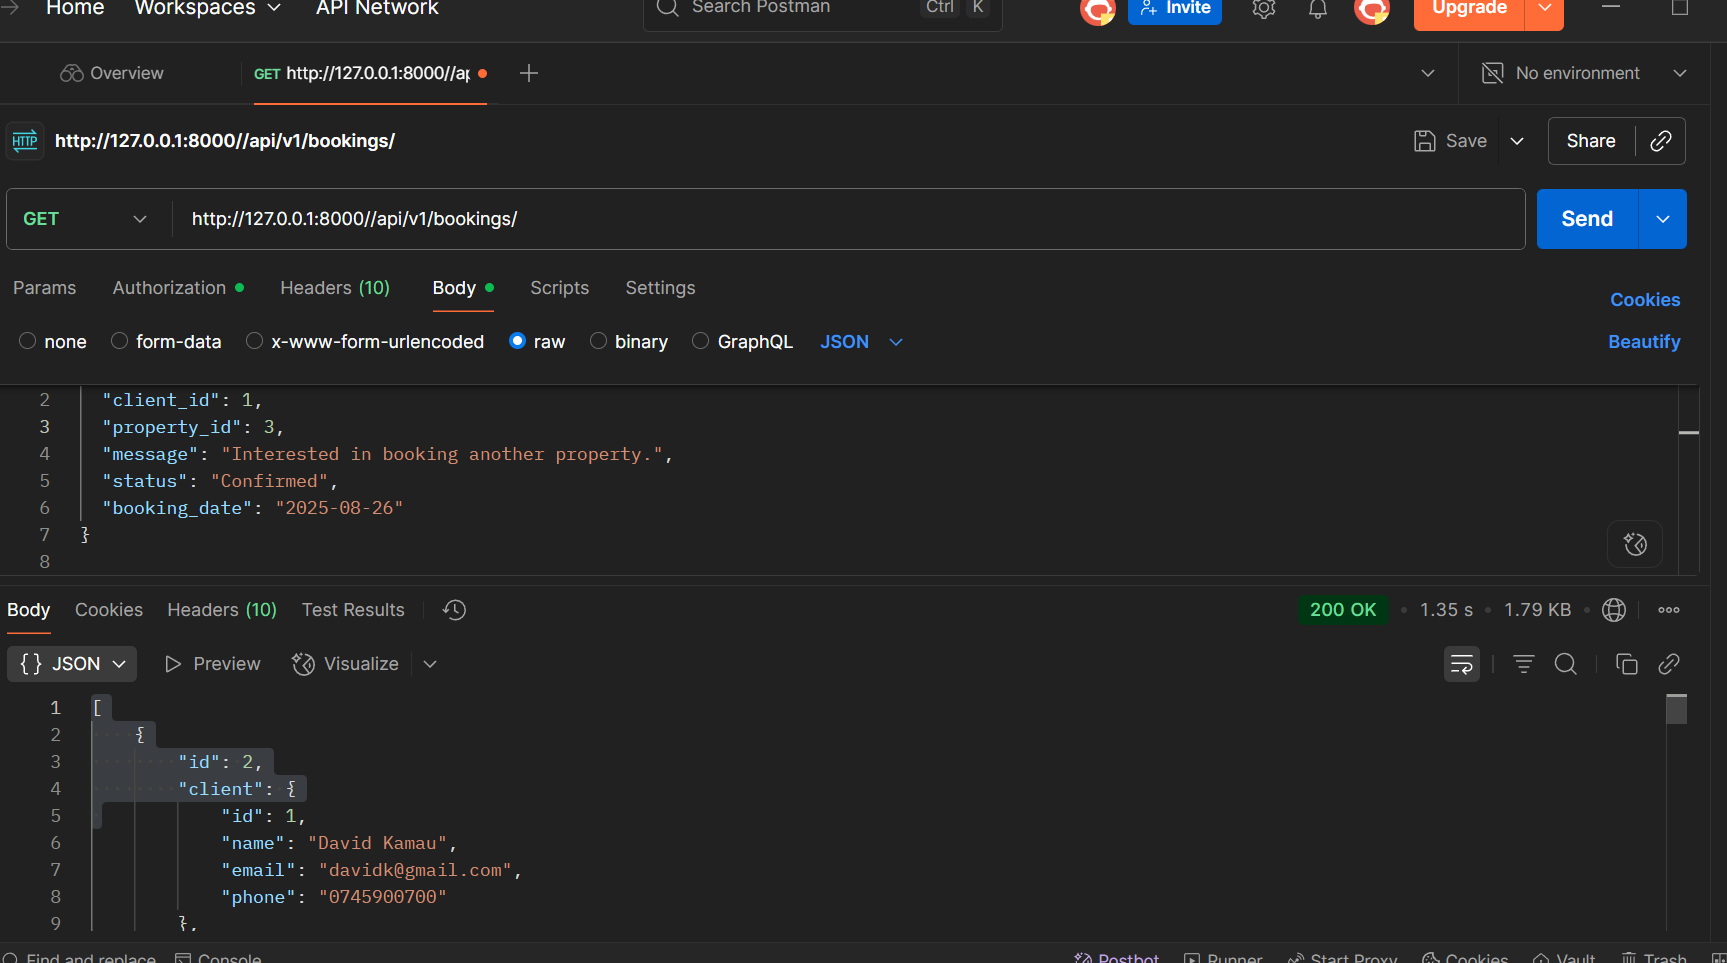 Home Workspaces API Network Search Postman Ctrl K Invite Upgrade
Overview GET http://127.0.0.1:8000//ap No environment
HTTP http://127.0.0.1:8000//api/v1/bookings/ Save Share
GET http://127.0.0.1:8000//api/v1/bookings/ Send
Params Authorization Headers (10) Body Scripts Settings Cookies
none form-data x-www-form-urlencoded raw binary GraphQL JSON Beautify
2 "client_id": 1,
3 "property_id": 3,
4 "message": "Interested in booking another property.",
5 "status": "Confirmed",
6 "booking_date": "2025-08-26"
7 }
8
Body Cookies Headers (10) Test Results 200 OK • 1.35 s • 1.79 KB •
{} JSON Preview Visualize
1 [
2 {
3 "id": 2,
4 "client": {
5 "id": 1,
6 "name": "David Kamau",
7 "email": "davidk@gmail.com",
8 "phone": "0745900700"
9 },
Find and replace Console Postbot Runner Start Proxy Cookies Vault Trash